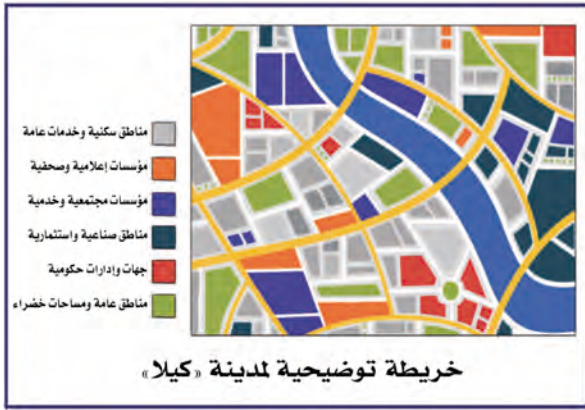 مناطق سكنية وخدمات عامة
مؤسسات إعلامية وصحفية
مؤسسات مجتمعية وخدمية
مناطق صناعية واستثمارية
جهات وإدارات حكومية
مناطق عامة ومساحات خضراء
خريطة توضيحية لمدينة «كيلا»